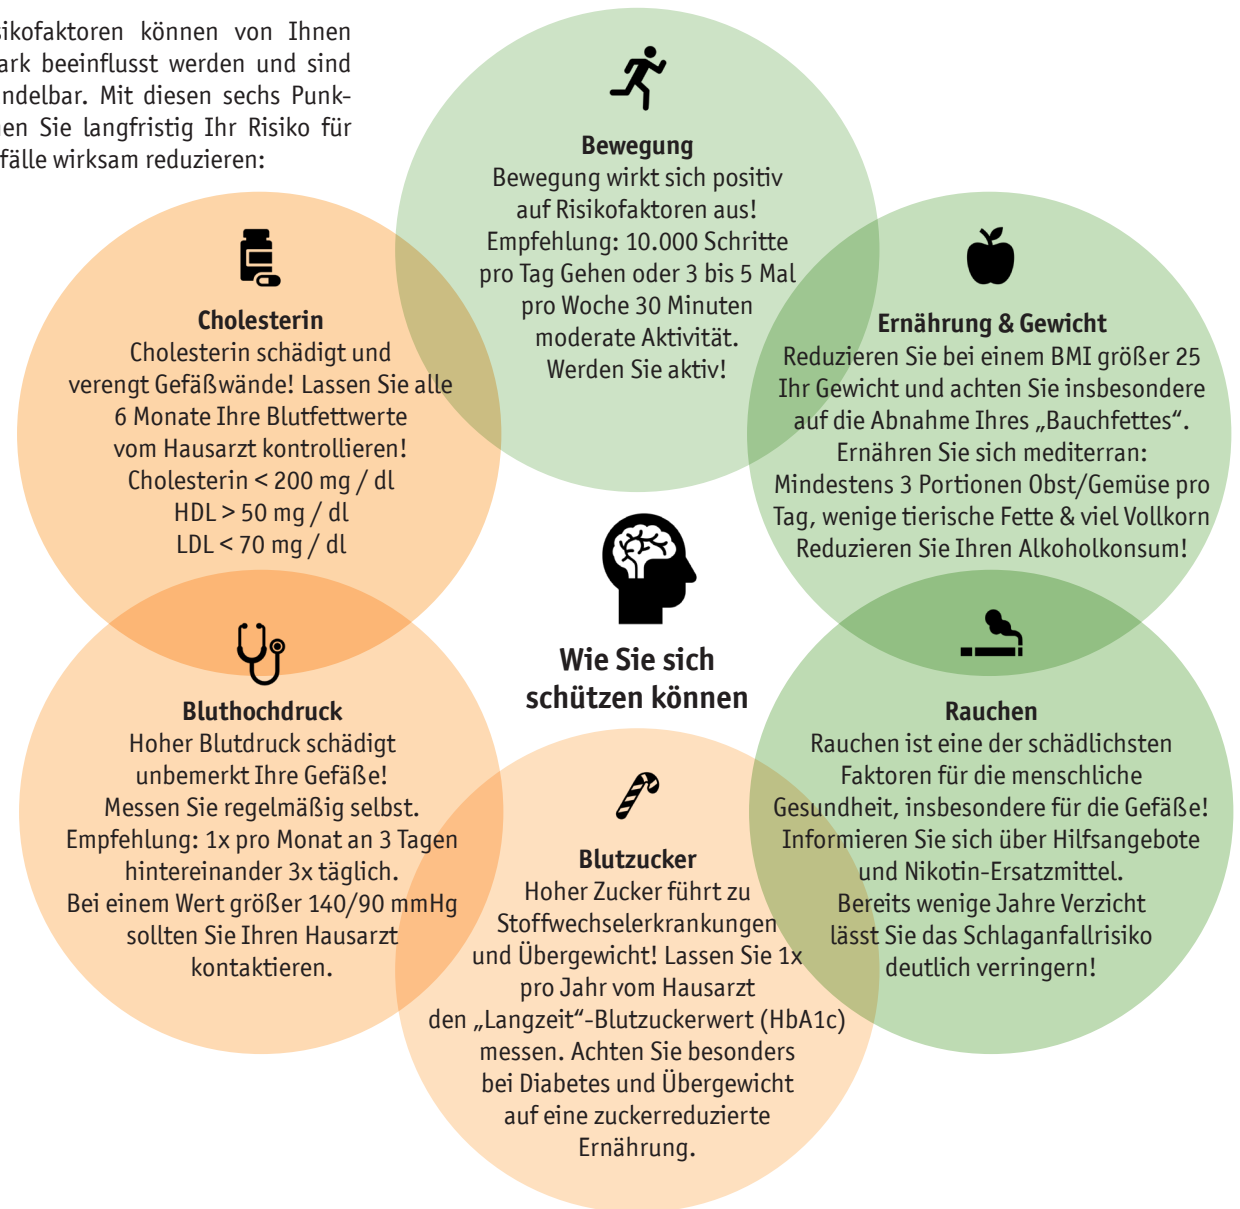 sikofaktoren können von Ihnen
ark beeinflusst werden und sind
ndelbar. Mit diesen sechs Punk-
nen Sie langfristig Ihr Risiko für
fälle wirksam reduzieren:
Bewegung
Bewegung wirkt sich positiv
auf Risikofaktoren aus!
Empfehlung: 10.000 Schritte
pro Tag Gehen oder 3 bis 5 Mal
pro Woche 30 Minuten
moderate Aktivität.
Werden Sie aktiv!
Cholesterin
Cholesterin schädigt und
verengt Gefäßwände! Lassen Sie alle
6 Monate Ihre Blutfettwerte
vom Hausarzt kontrollieren!
Cholesterin < 200 mg / dl
HDL > 50 mg / dl
LDL < 70 mg / dl
Ernährung & Gewicht
Reduzieren Sie bei einem BMI größer 25
Ihr Gewicht und achten Sie insbesondere
auf die Abnahme Ihres „Bauchfettes“.
Ernähren Sie sich mediterran:
Mindestens 3 Portionen Obst/Gemüse pro
Tag, wenige tierische Fette & viel Vollkorn
Reduzieren Sie Ihren Alkoholkonsum!
Wie Sie sich
schützen können
Bluthochdruck
Hoher Blutdruck schädigt
unbemerkt Ihre Gefäße!
Messen Sie regelmäßig selbst.
Empfehlung: 1x pro Monat an 3 Tagen
hintereinander 3x täglich.
Bei einem Wert größer 140/90 mmHg
sollten Sie Ihren Hausarzt
kontaktieren.
Rauchen
Rauchen ist eine der schädlichsten
Faktoren für die menschliche
Gesundheit, insbesondere für die Gefäße!
Informieren Sie sich über Hilfsangebote
und Nikotin-Ersatzmittel.
Bereits wenige Jahre Verzicht
lässt Sie das Schlaganfallrisiko
deutlich verringern!
Blutzucker
Hoher Zucker führt zu
Stoffwechselerkrankungen
und Übergewicht! Lassen Sie 1x
pro Jahr vom Hausarzt
den „Langzeit“-Blutzuckerwert (HbA1c)
messen. Achten Sie besonders
bei Diabetes und Übergewicht
auf eine zuckerreduzierte
Ernährung.